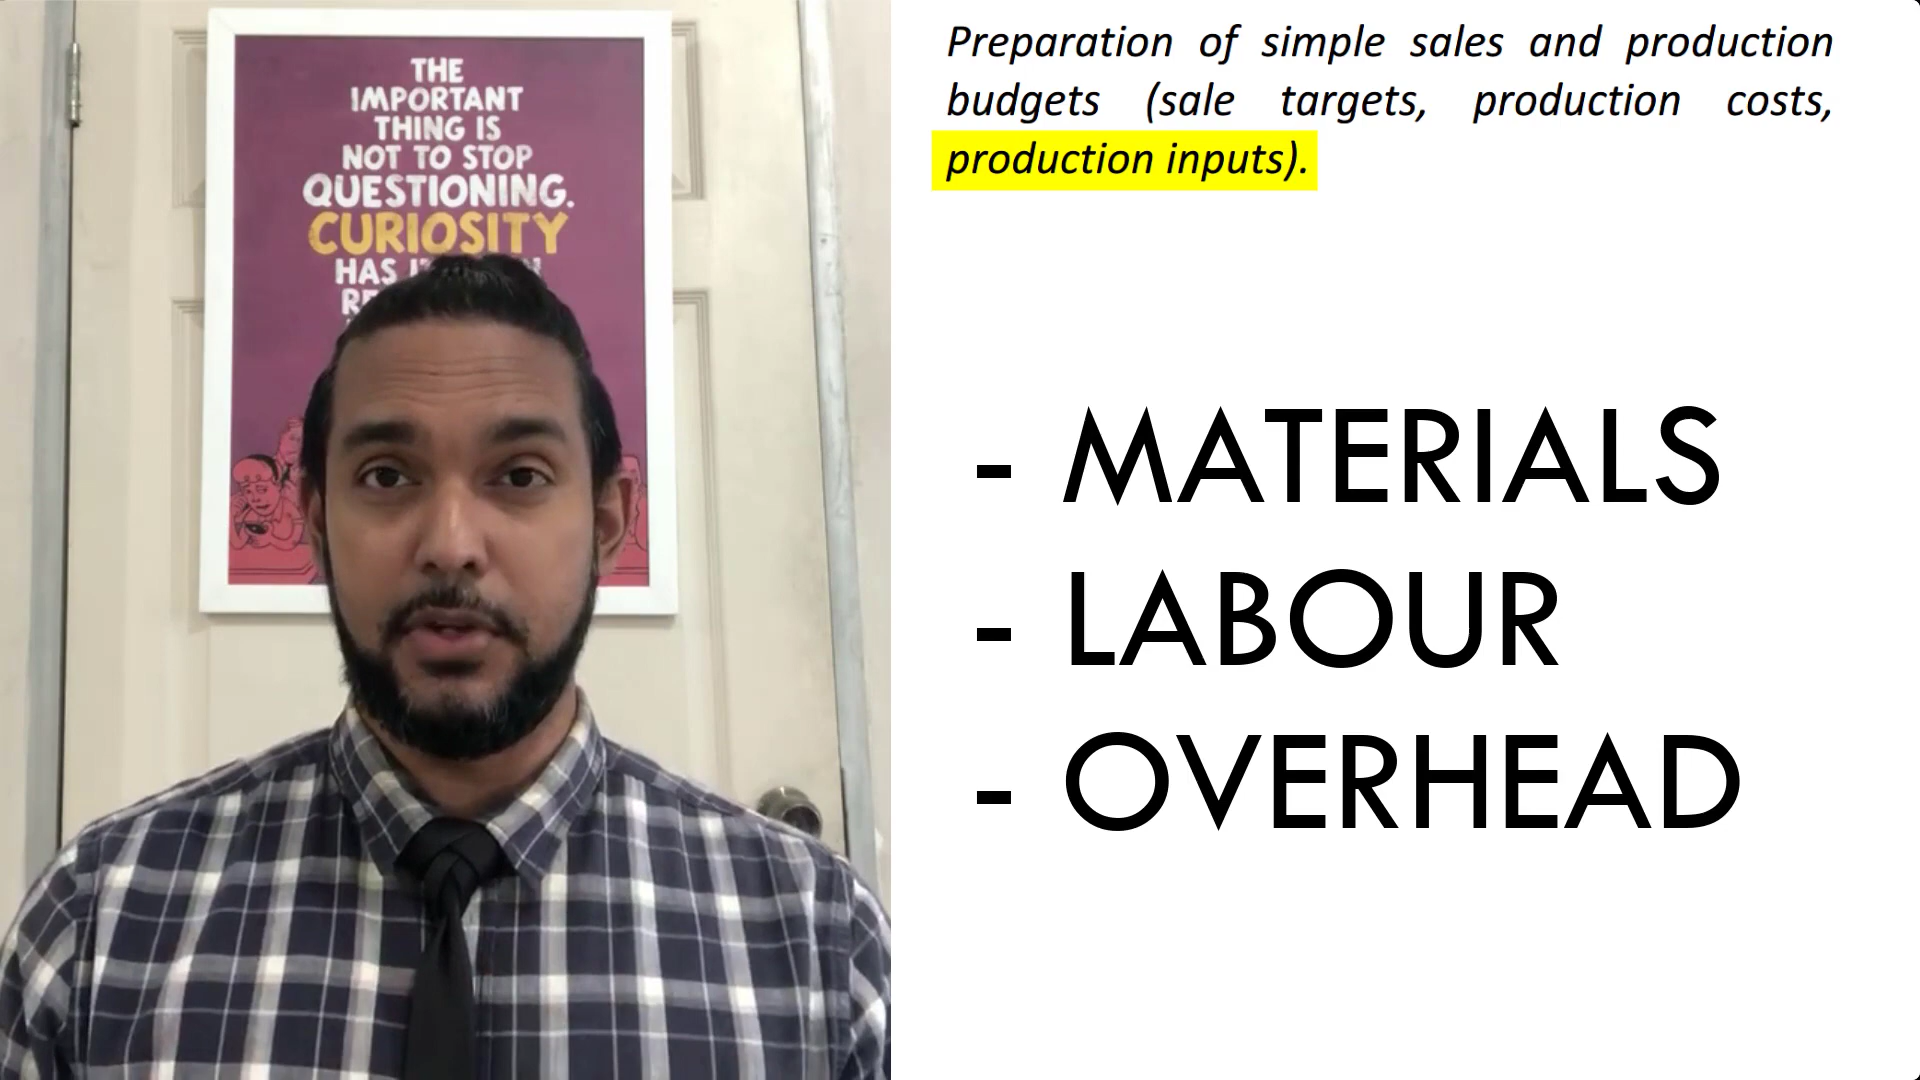 THE
IMPORTANT
THING IS
NOT TO STOP
QUESTIONING.
CURIOSITY
HAS
Preparation of simple sales and production
budgets (sale targets, production costs,
production inputs).
- MATERIALS
- LABOUR
- OVERHEAD